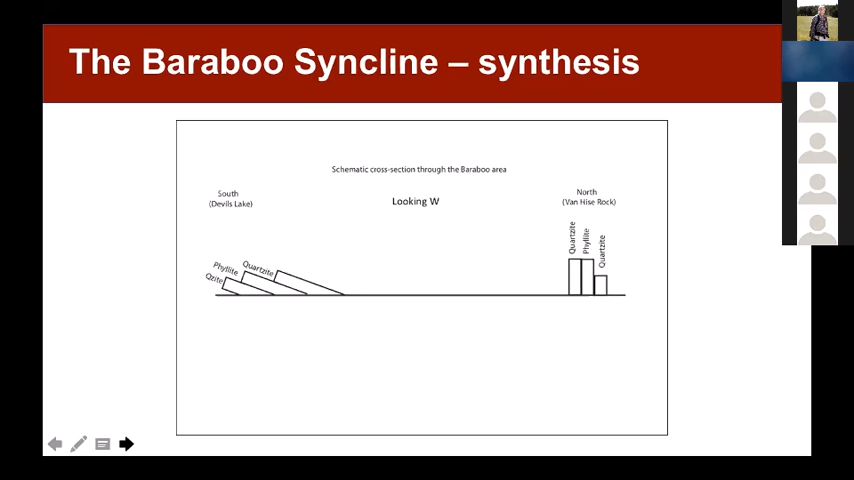 The Baraboo Syncline – synthesis
Schematic cross-section through the Baraboo area
South
(Devils Lake)
Looking W
North
(Van Hise Rock)
Qzite
Phyllite
Quartzite
Quartzite
Phyllite
Quartzite